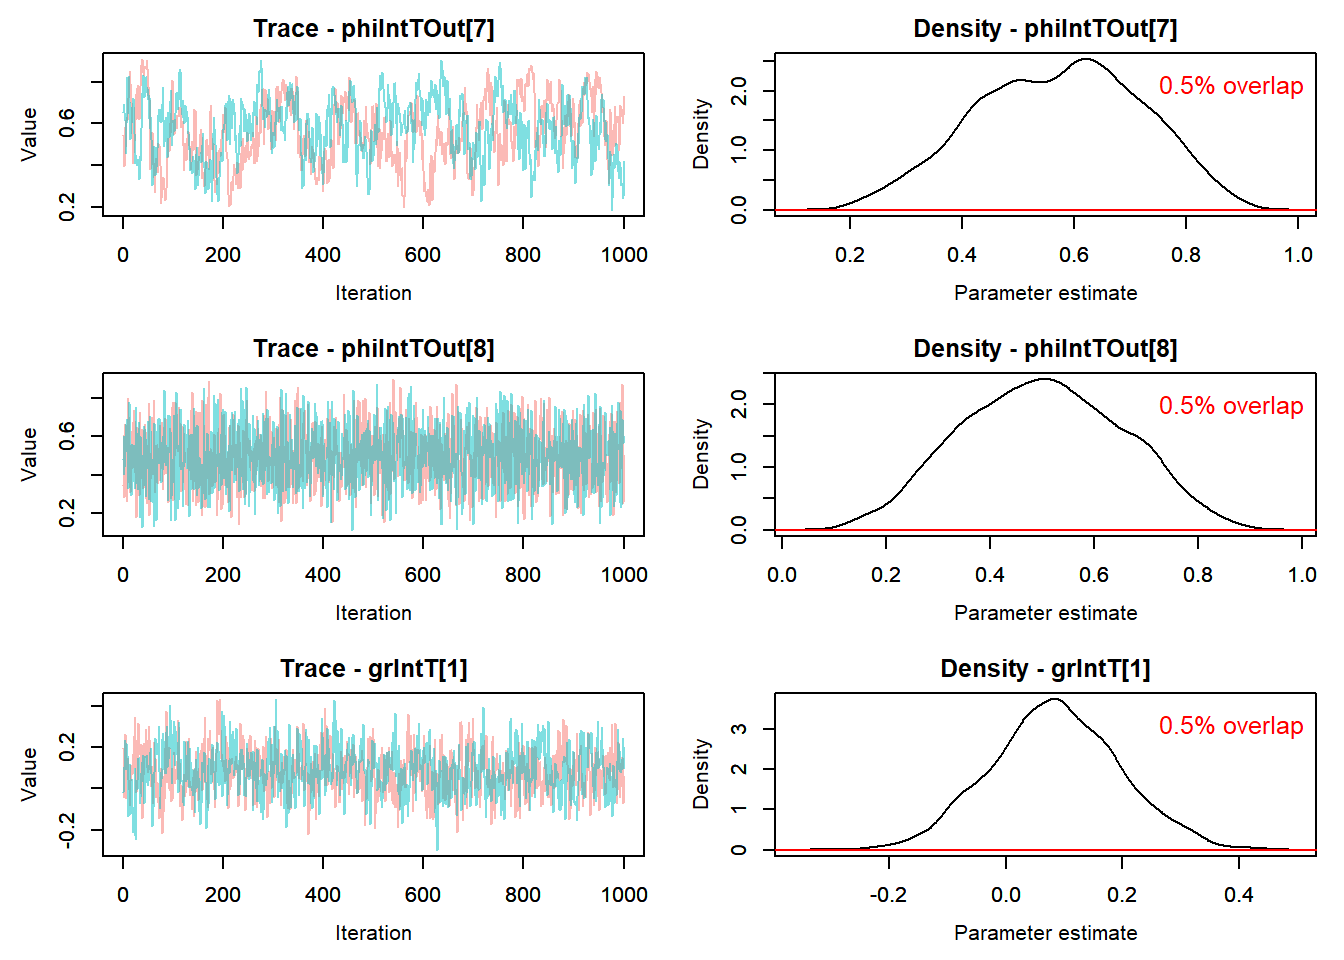 Trace - phiIntTOut[7]
Value
0.2 0.6
0 200 400 600 800 1000
Iteration
Density - phiIntTOut[7]
0.5% overlap
Density
0.0 1.0 2.0
0.2 0.4 0.6 0.8 1.0
Parameter estimate
Trace - phiIntTOut[8]
Value
0.2 0.6
0 200 400 600 800 1000
Iteration
Density - phiIntTOut[8]
0.5% overlap
Density
0.0 1.0 2.0
0.0 0.2 0.4 0.6 0.8 1.0
Parameter estimate
Trace - grIntT[1]
Value
-0.2 0.2
0 200 400 600 800 1000
Iteration
Density - grIntT[1]
0.5% overlap
Density
0 1 2 3
-0.2 0.0 0.2 0.4
Parameter estimate